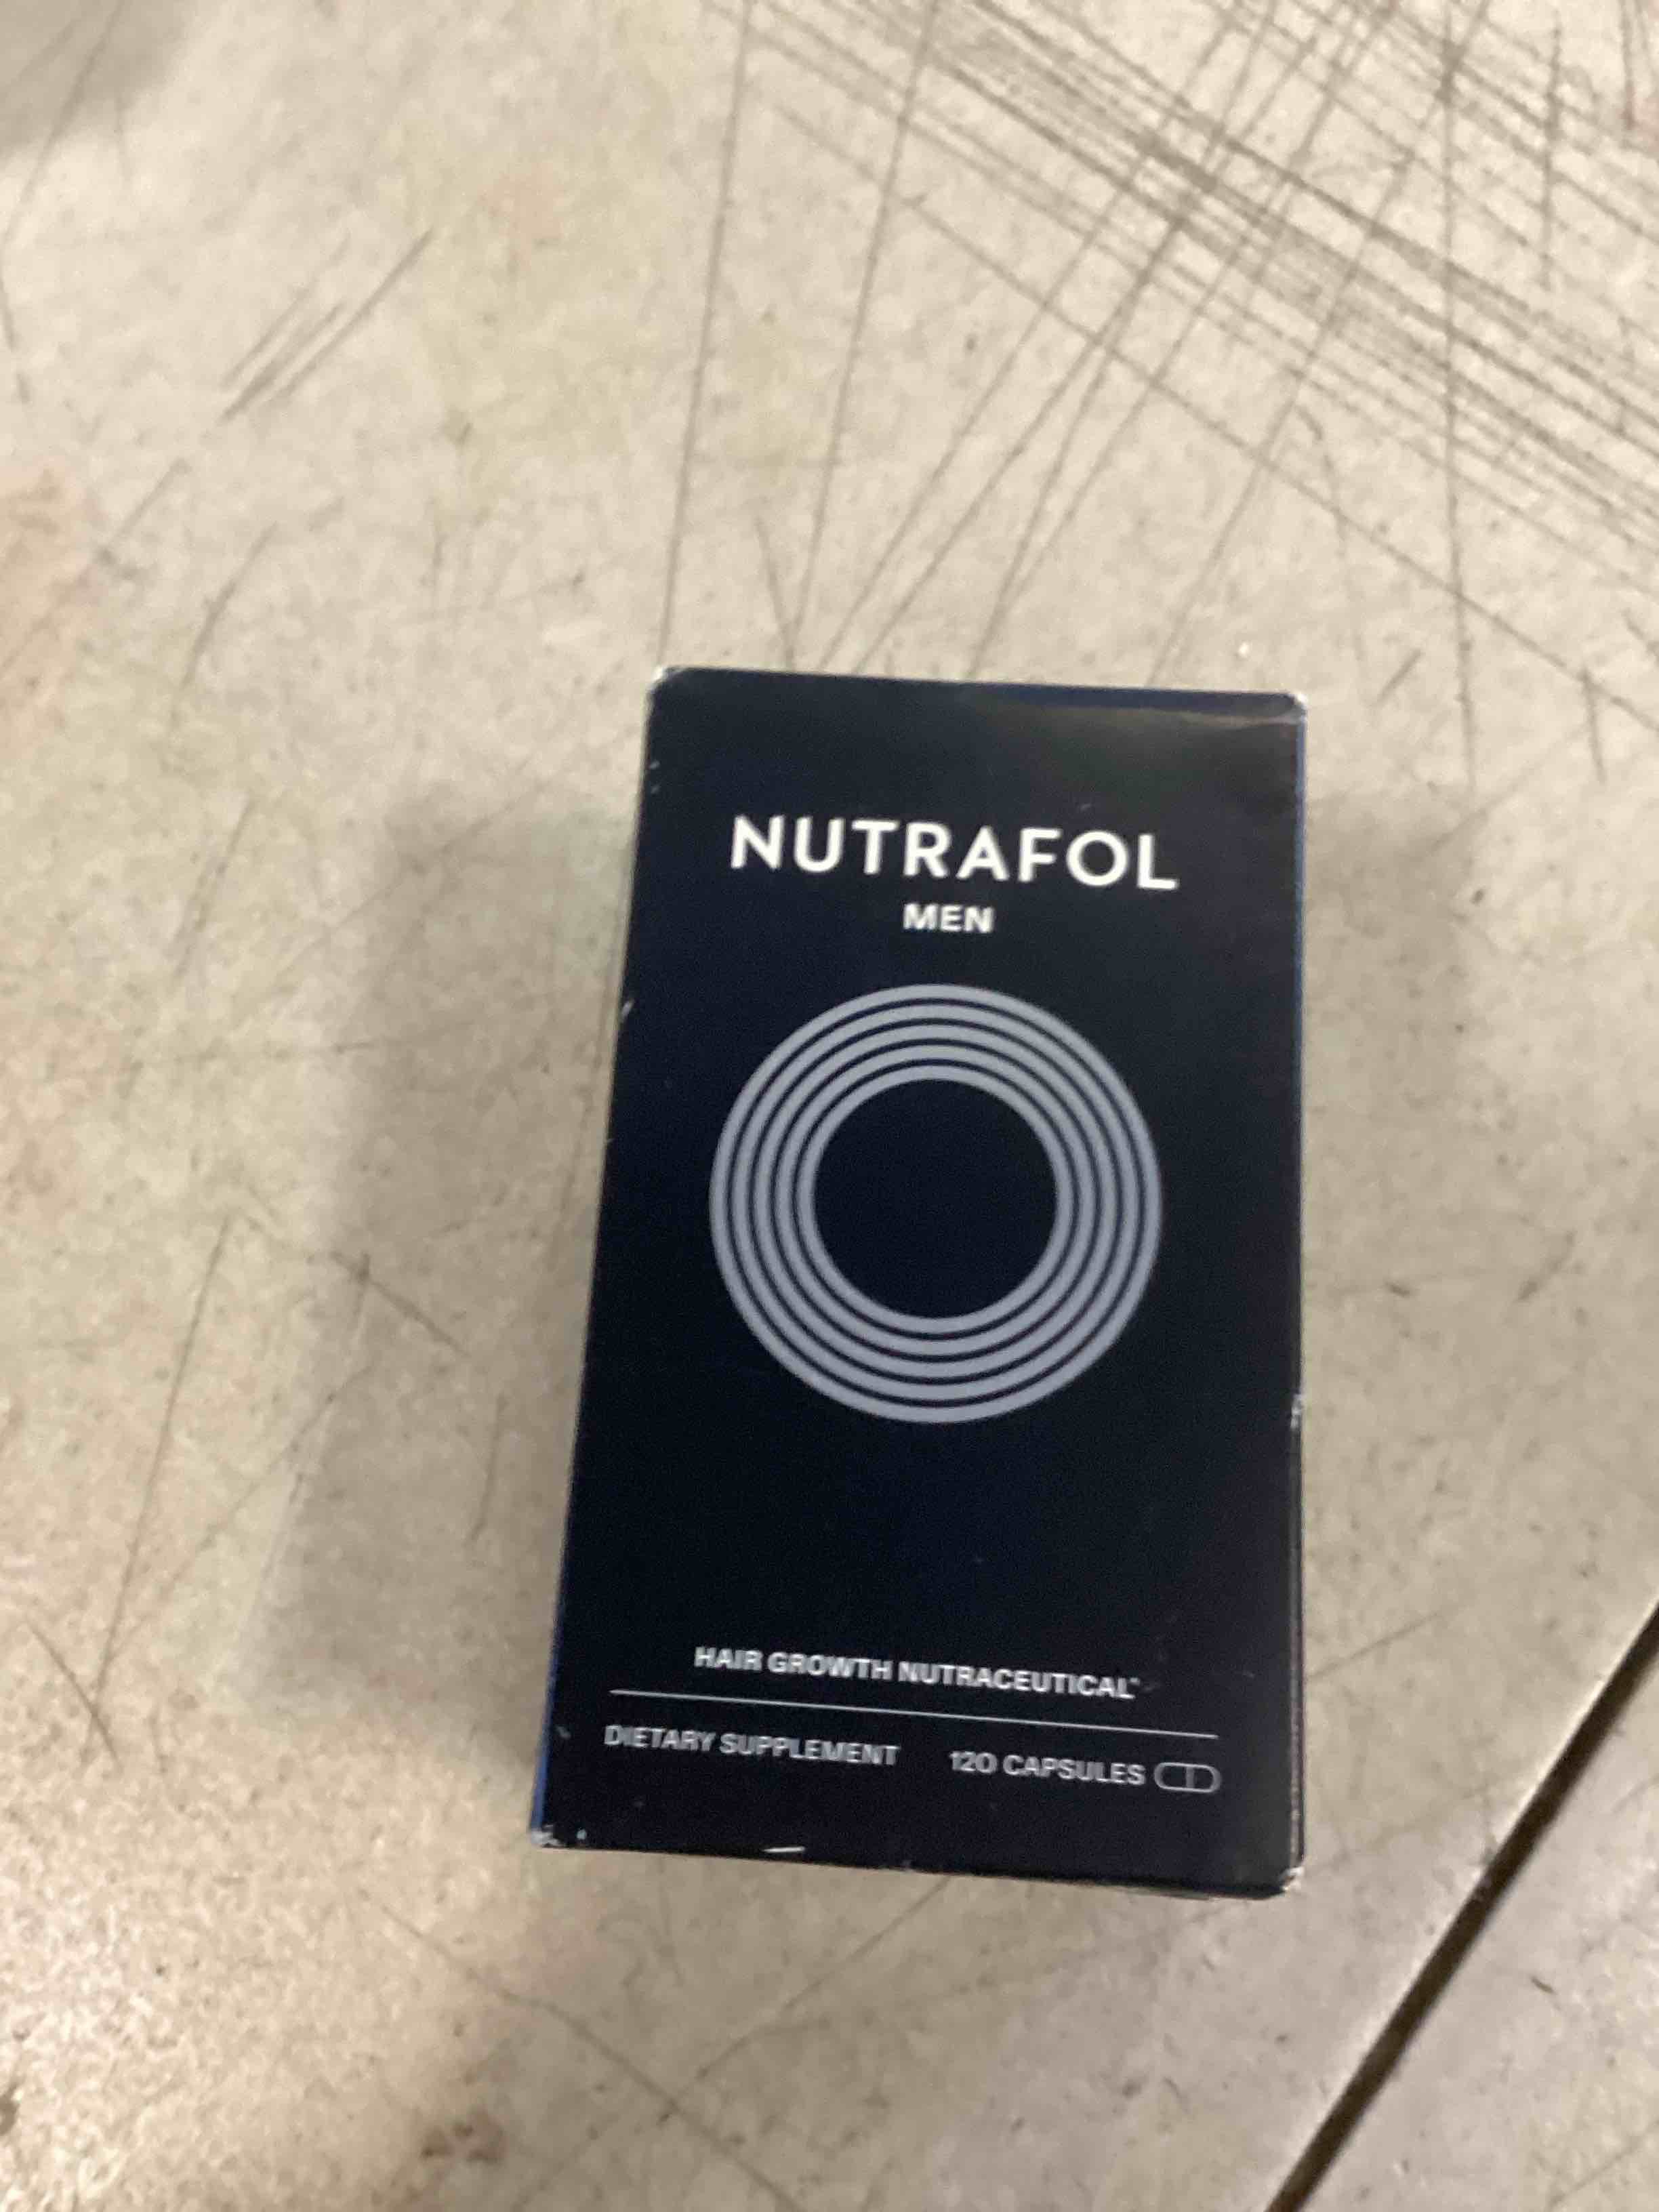 NUTRAFOL
MEN
HAIR GROWTH NUTRACEUTICAL*
DIETARY SUPPLEMENT 120 CAPSULES